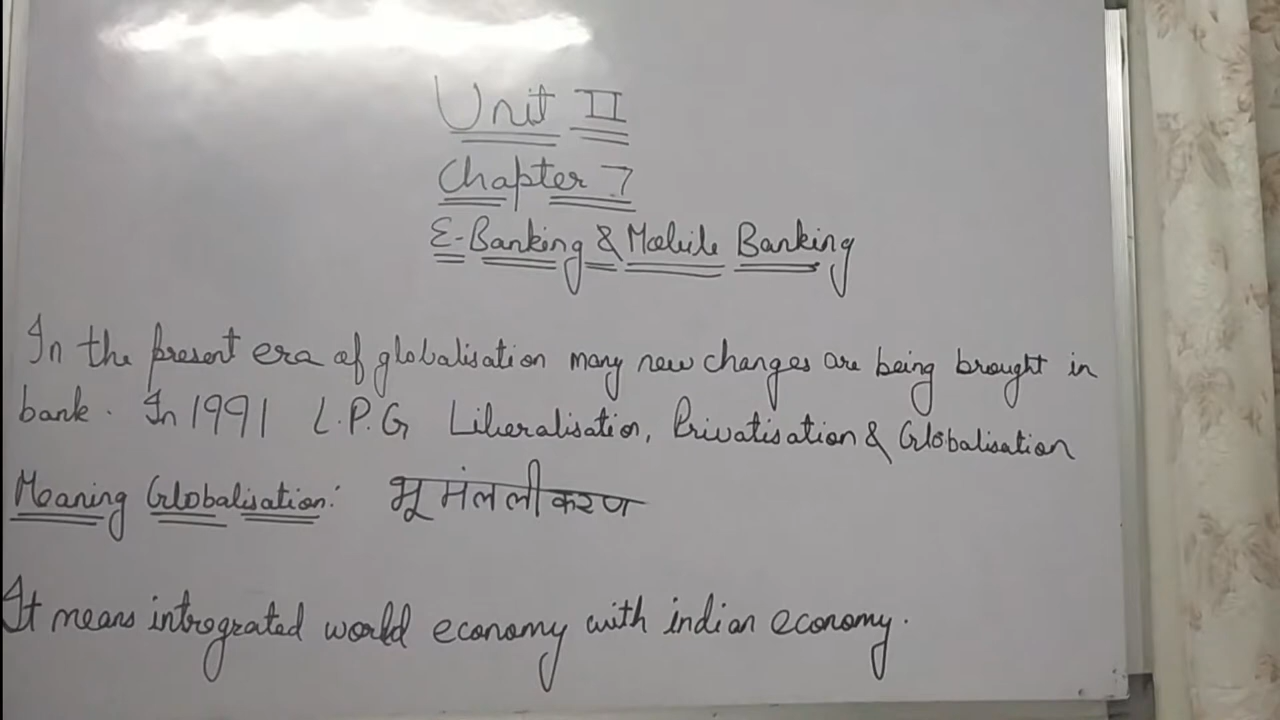 Unit II
Chapter 7
E-Banking & Mobile Banking
In the present era of globalisation many new changes are being brought in
bank. In 1991 L.P.G Liberalisation, Privatisation & Globalisation
Meaning Globalisation: भूमंललीकरण
It means intrograted world economy with indian economy.